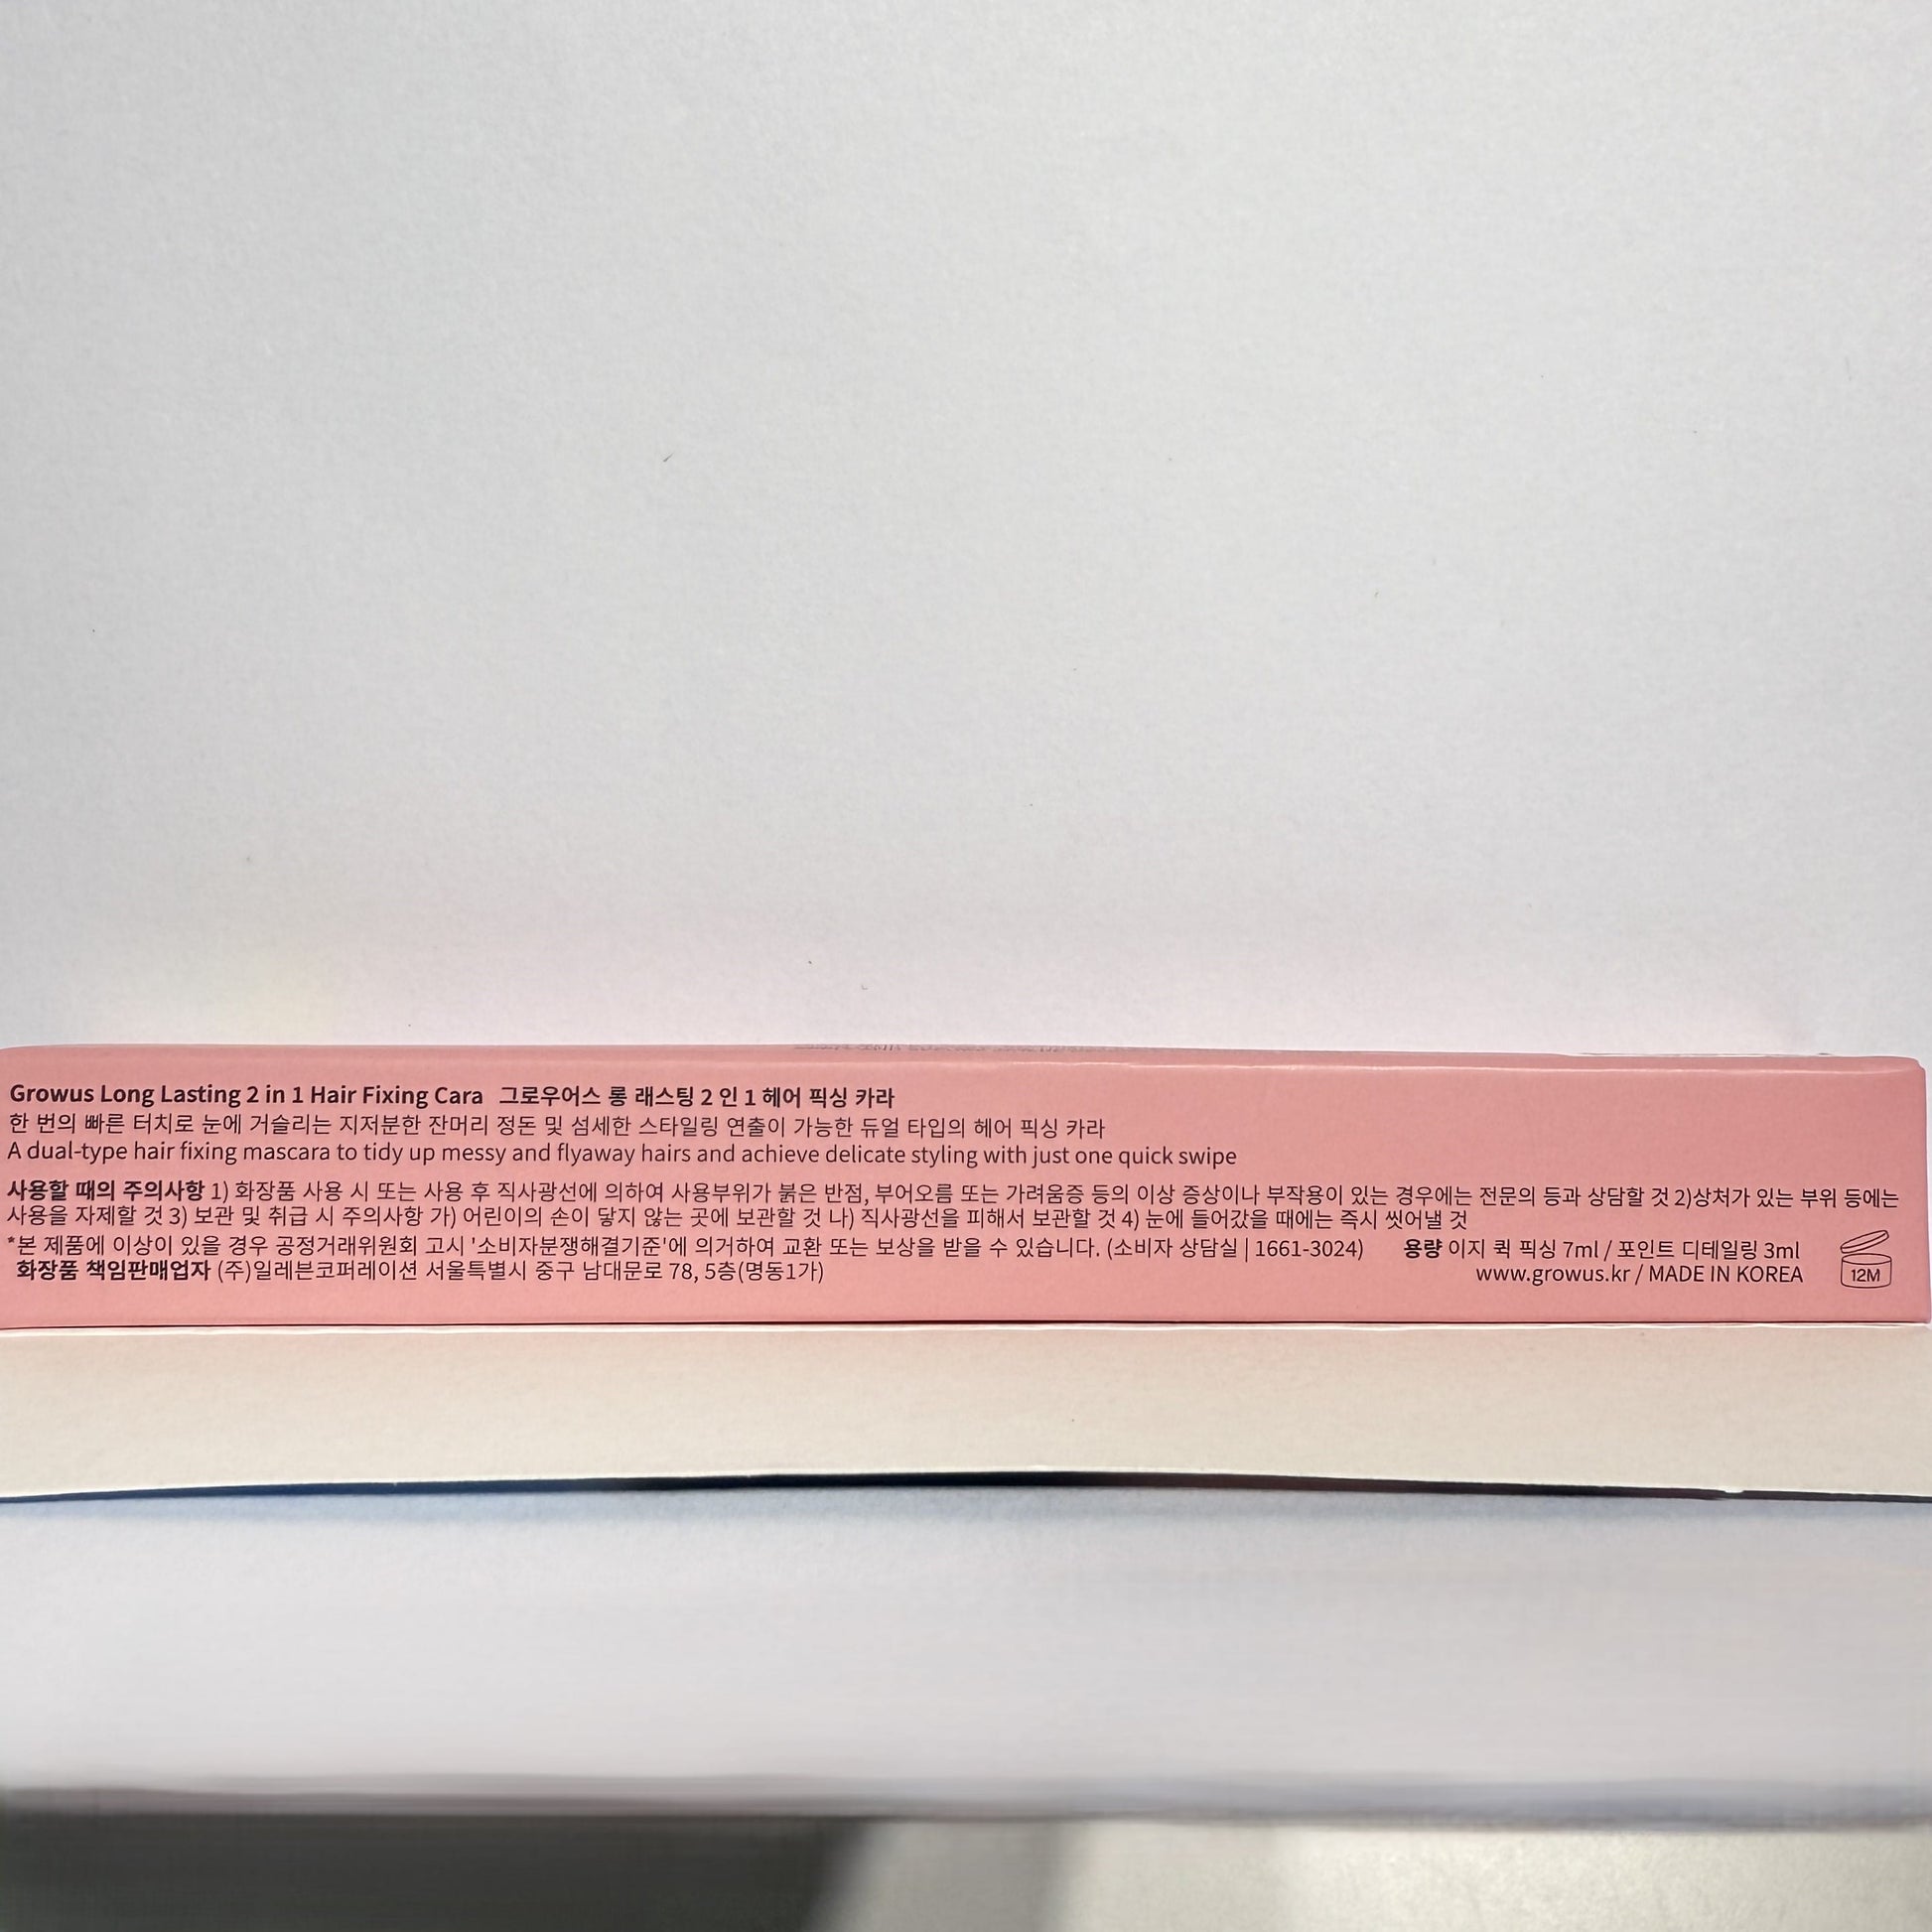 Growus Long Lasting 2 in 1 Hair Fixing Cara 그로우어스 롱 래스팅 2 인 1 헤어 픽싱 카라
한 번의 빠른 터치로 눈에 거슬리는 지저분한 잔머리 정돈 및 섬세한 스타일링 연출이 가능한 듀얼 타입의 헤어 픽싱 카라
A dual-type hair fixing mascara to tidy up messy and flyaway hairs and achieve delicate styling with just one quick swipe
사용할 때의 주의사항 1) 화장품 사용 시 또는 사용 후 직사광선에 의하여 사용부위가 붉은 반점, 부어오름 또는 가려움증 등의 이상 증상이나 부작용이 있는 경우에는 전문의 등과 상담할 것 2)상처가 있는 부위 등에는
사용을 자제할 것 3) 보관 및 취급 시 주의사항 가) 어린이의 손이 닿지 않는 곳에 보관할 것 나) 직사광선을 피해서 보관할 것 4) 눈에 들어갔을 때에는 즉시 씻어낼 것
*본 제품에 이상이 있을 경우 공정거래위원회 고시 '소비자분쟁해결기준'에 의거하여 교환 또는 보상을 받을 수 있습니다. (소비자 상담실 | 1661-3024) 용량 이지 퀵 픽싱 7ml / 포인트 디테일링 3ml
화장품 책임판매업자 (주)일레븐코퍼레이션 서울특별시 중구 남대문로 78, 5층(명동1가) www.growus.kr / MADE IN KOREA
12M